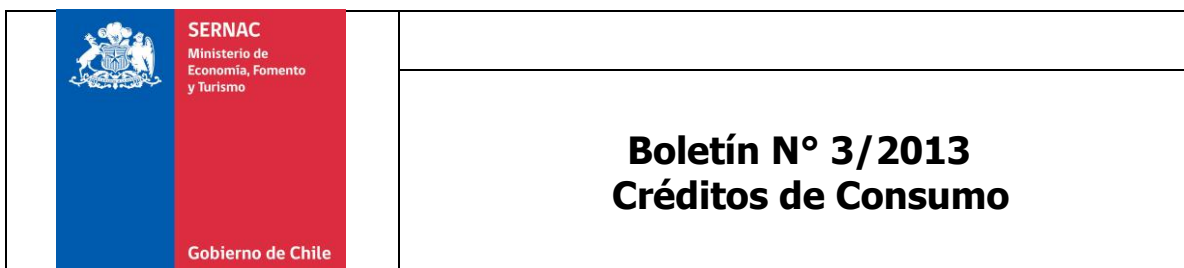 SERNAC
Ministerio de
Economía, Fomento
y Turismo
Gobierno de Chile
Boletín N° 3/2013
Créditos de Consumo